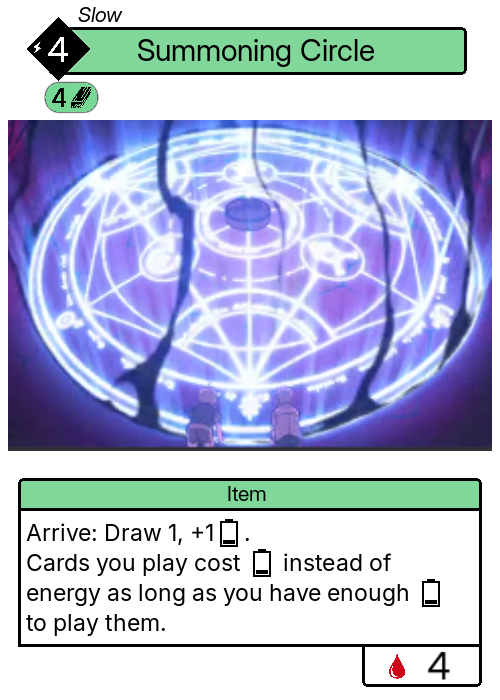 Slow
4
Summoning Circle
4
Item
Arrive: Draw 1, +1 .
Cards you play cost instead of
energy as long as you have enough
to play them.
4